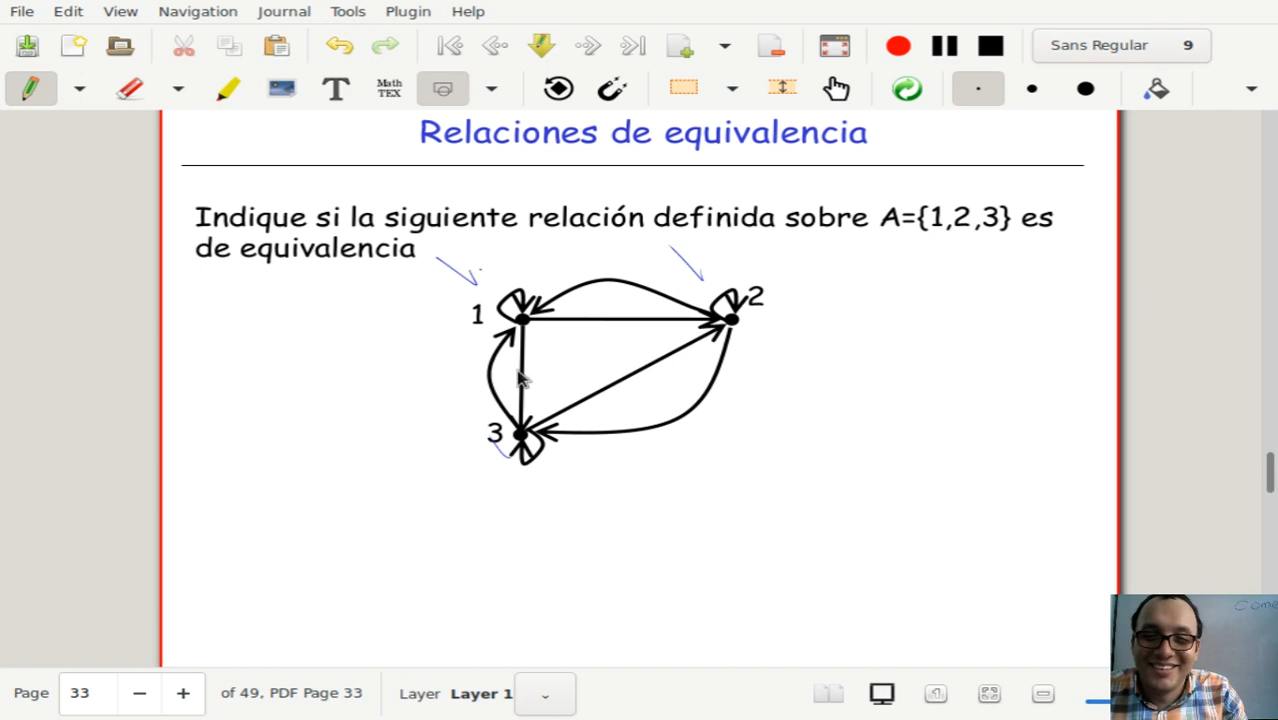 File Edit View Navigation Journal Tools Plugin Help
Sans Regular 9
T Math TEX
Relaciones de equivalencia
Indique si la siguiente relación definida sobre A={1,2,3} es
de equivalencia
1 2
3
Page 33 of 49, PDF Page 33 Layer Layer 1